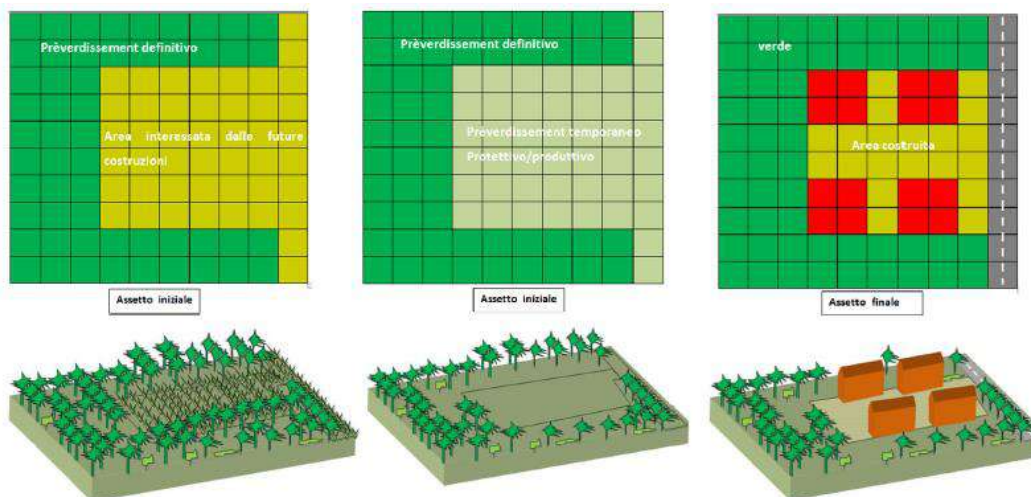 Prèverdissement definitivo
Area interessata dalle future
costruzioni
Assetto iniziale
Prèverdissement definitivo
Prèverdissement temporaneo
Protettivo/produttivo
Assetto iniziale
verde
Area costruita
Assetto finale